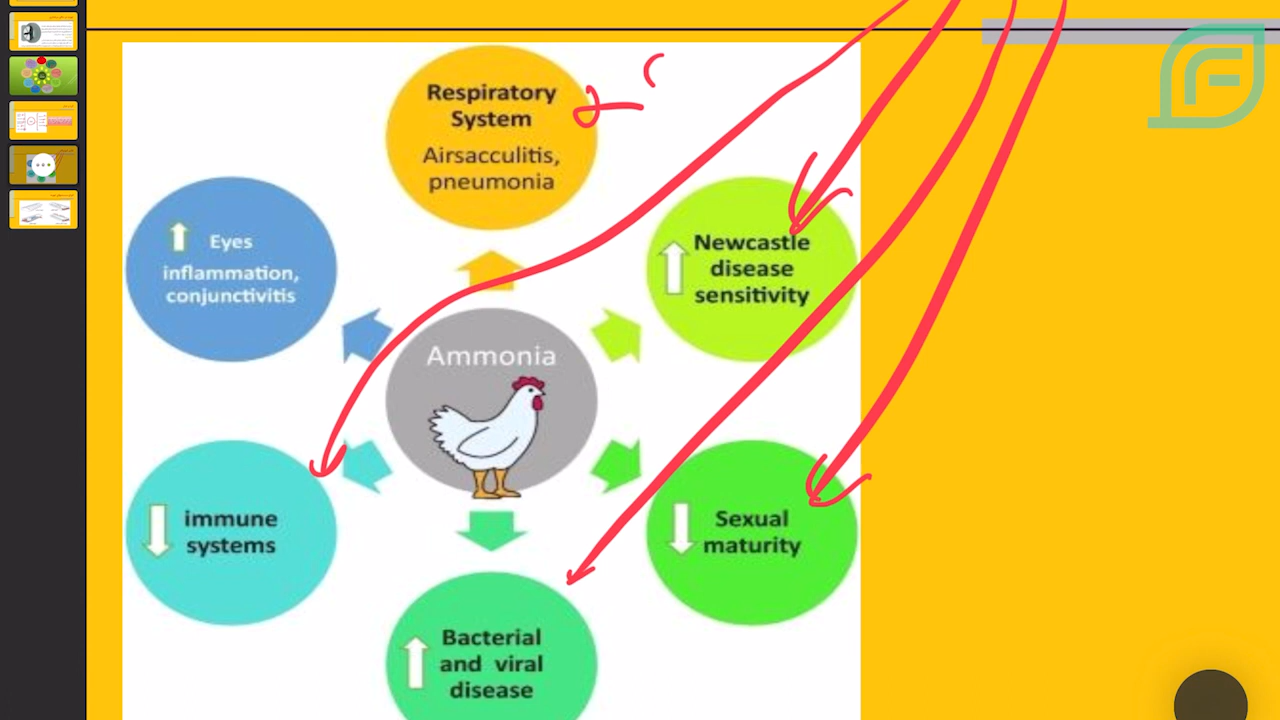 Respiratory
System
Airsacculitis,
pneumonia
Eyes
inflammation,
conjunctivitis
Newcastle
disease
sensitivity
Ammonia
immune
systems
Sexual
maturity
Bacterial
and viral
disease